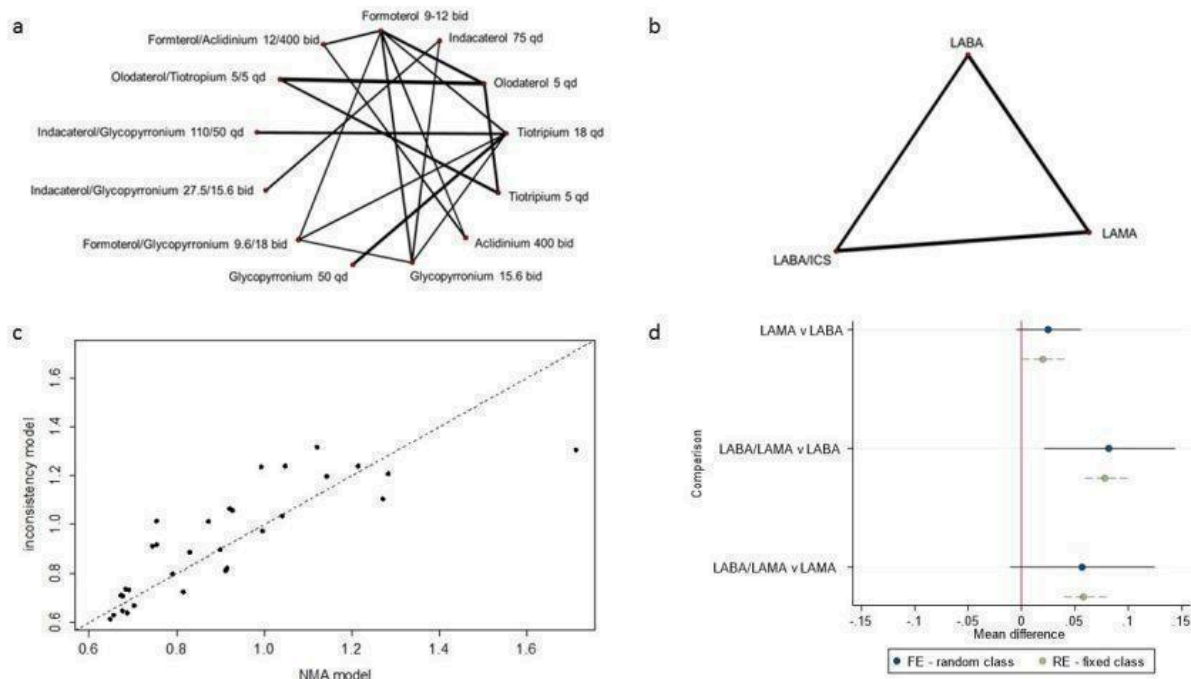 a
Formoterol 9-12 bid
Formterol/Aclidinium 12/400 bid
Indacaterol 75 qd
Olodaterol/Tiotropium 5/5 qd
Olodaterol 5 qd
Indacaterol/Glycopyrronium 110/50 qd
Tiotripium 18 qd
Indacaterol/Glycopyrronium 27.5/15.6 bid
Tiotripium 5 qd
Formoterol/Glycopyrronium 9.6/18 bid
Aclidinium 400 bid
Glycopyrronium 50 qd
Glycopyrronium 15.6 bid
b
LABA
LAMA
LABA/ICS
c
inconsistency model
1.6
1.4
1.2
1.0
0.8
0.6
0.6 0.8 1.0 1.2 1.4 1.6
NMA model
d
Comparison
LAMA v LABA
LABA/LAMA v LABA
LABA/LAMA v LAMA
-.15 -.1 -.05 0 .05 .1 .15
Mean difference
FE - random class RE - fixed class